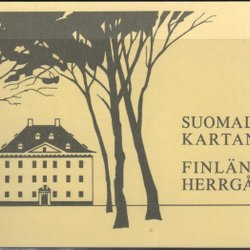 SUOMAL
KARTAN
FINLÄN
HERRGÅ